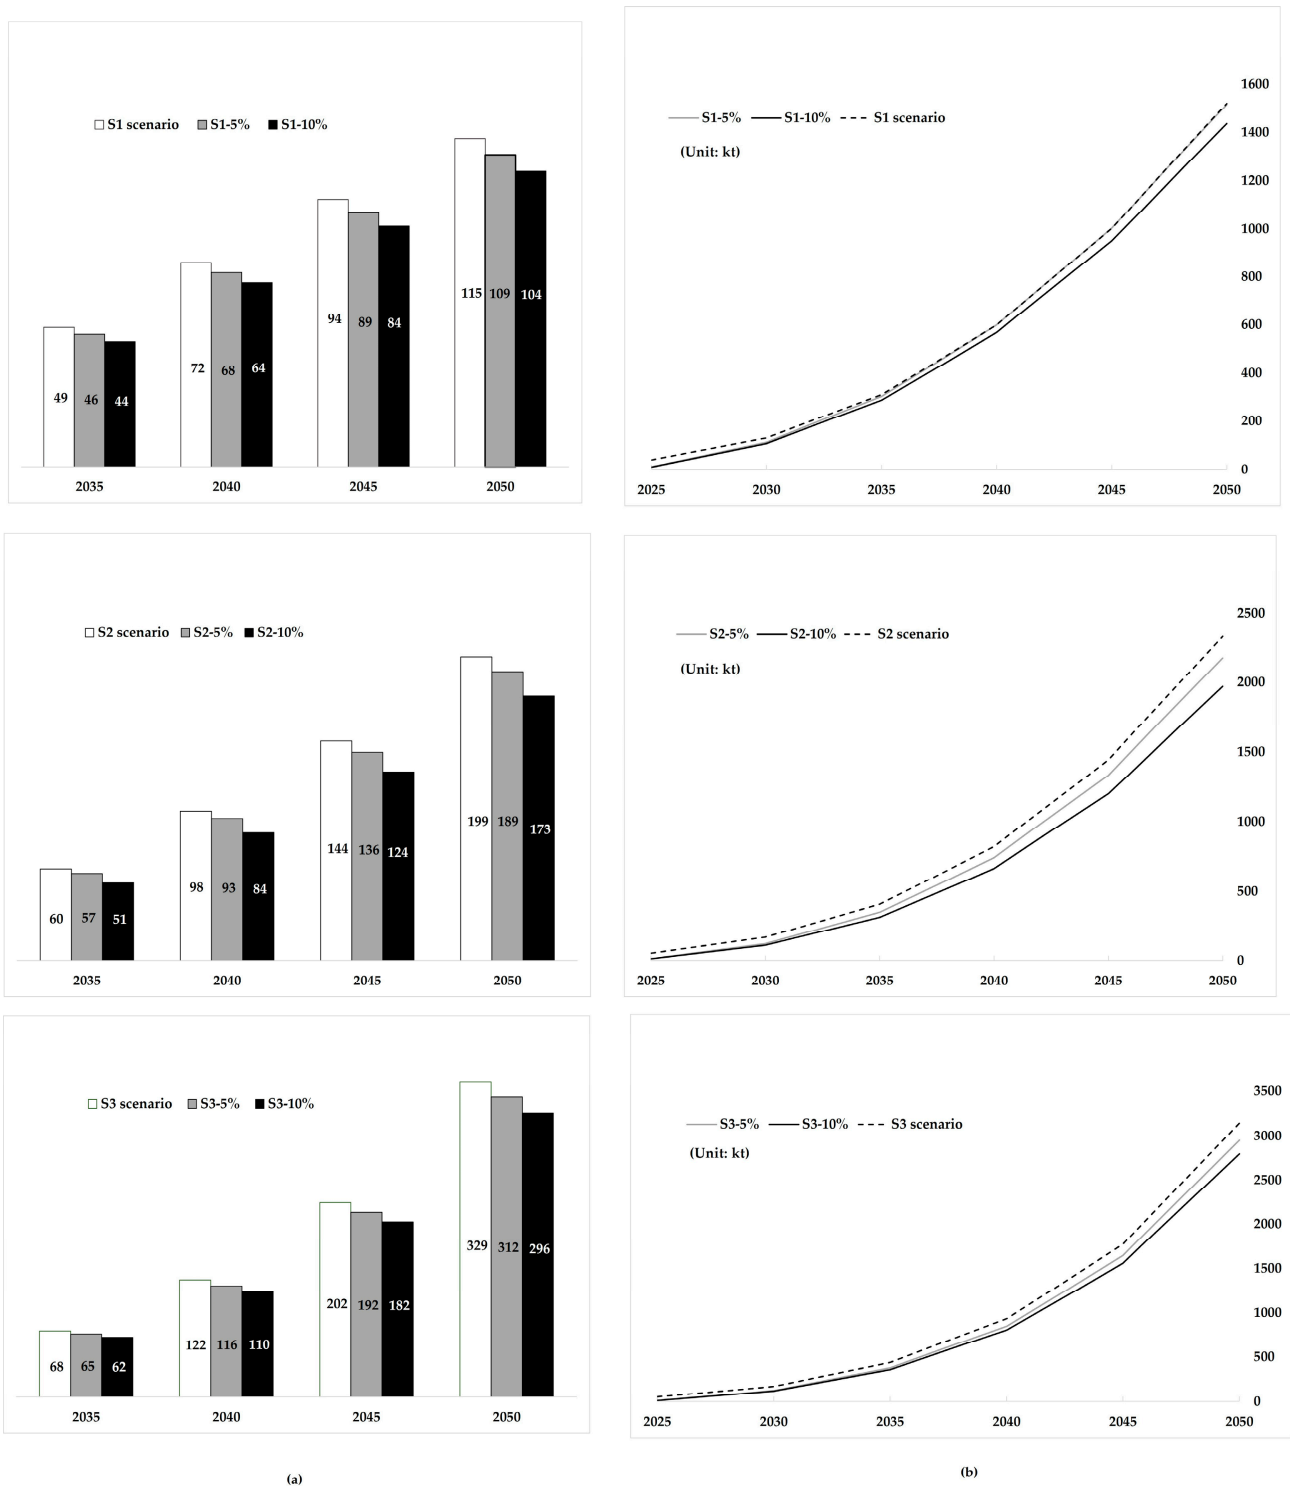 S1 scenario S1-5% S1-10%
115 109 104
94 89 84
72 68 64
49 46 44
2035 2040 2045 2050
S1-5% S1-10% S1 scenario
(Unit: kt)
1600
1400
1200
1000
800
600
400
200
0
2025 2030 2035 2040 2045 2050
S2 scenario S2-5% S2-10%
199 189 173
144 136 124
98 93 84
60 57 51
2035 2040 2045 2050
S2-5% S2-10% S2 scenario
(Unit: kt)
2500
2000
1500
1000
500
0
2025 2030 2035 2040 2045 2050
S3 scenario S3-5% S3-10%
329 312 296
202 192 182
122 116 110
68 65 62
2035 2040 2045 2050
S3-5% S3-10% S3 scenario
(Unit: kt)
3500
3000
2500
2000
1500
1000
500
0
2025 2030 2035 2040 2045 2050
(a)
(b)